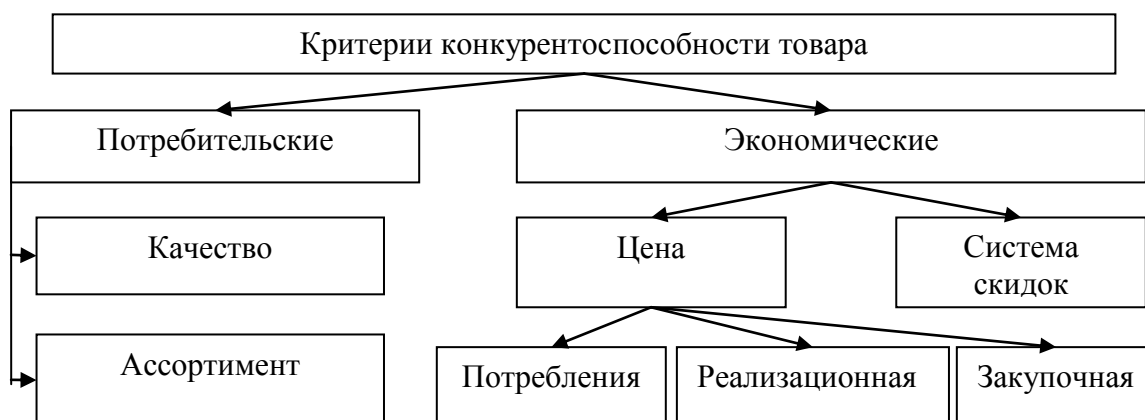 Критерии конкурентоспособности товара
Потребительские
Экономические
Качество
Цена
Система
скидок
Ассортимент
Потребления
Реализационная
Закупочная